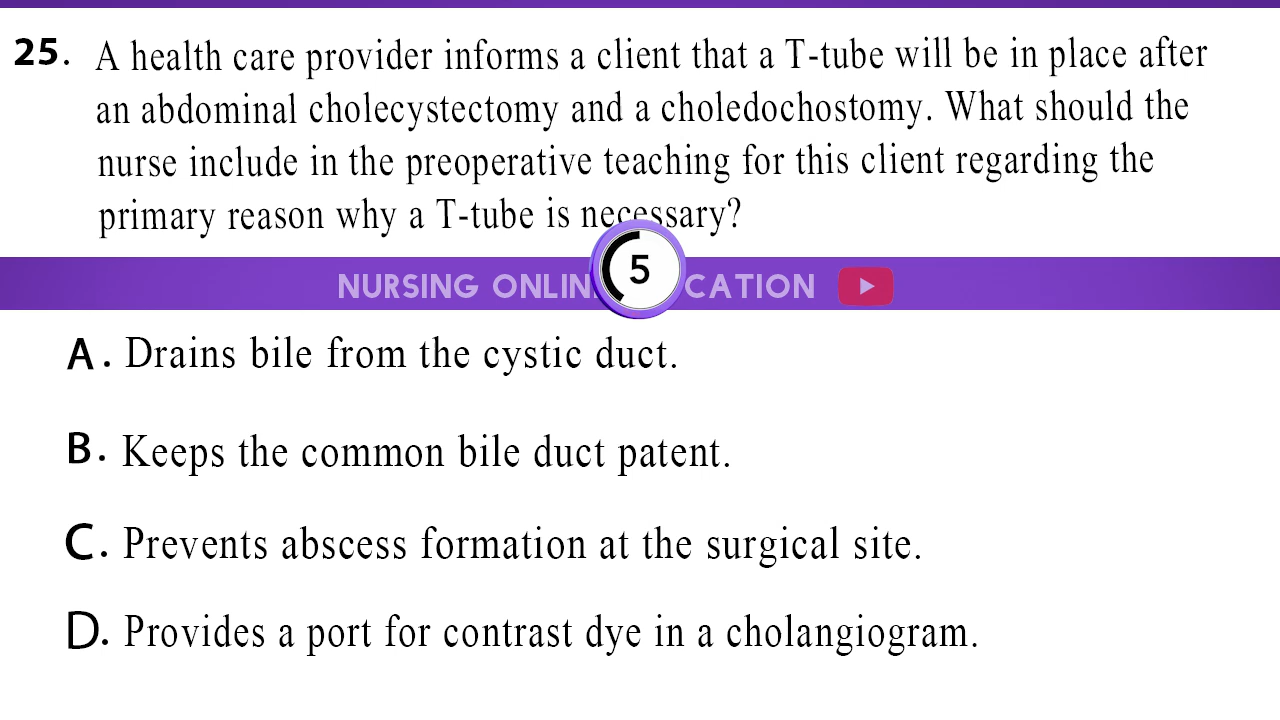 25. A health care provider informs a client that a T-tube will be in place after
an abdominal cholecystectomy and a choledochostomy. What should the
nurse include in the preoperative teaching for this client regarding the
primary reason why a T-tube is necessary?
5
NURSING ONLIN CATION
A. Drains bile from the cystic duct.
B. Keeps the common bile duct patent.
C. Prevents abscess formation at the surgical site.
D. Provides a port for contrast dye in a cholangiogram.